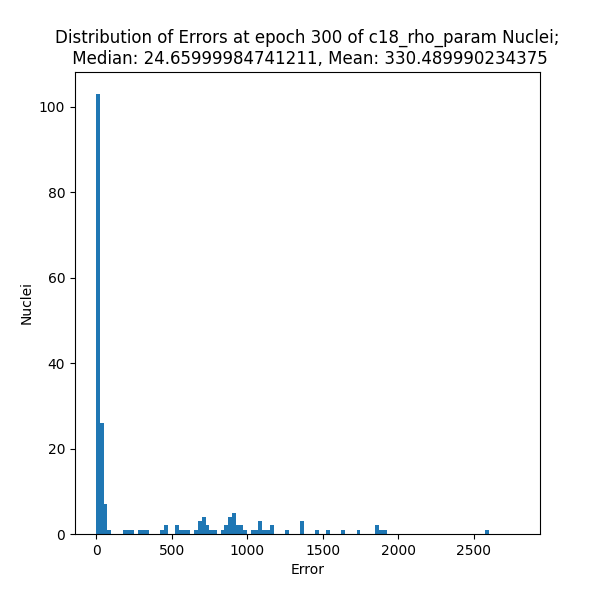 Distribution of Errors at epoch 300 of c18_rho_param Nuclei;
Median: 24.65999984741211, Mean: 330.489990234375
100
80
60
40
20
0
Nuclei
0 500 1000 1500 2000 2500
Error